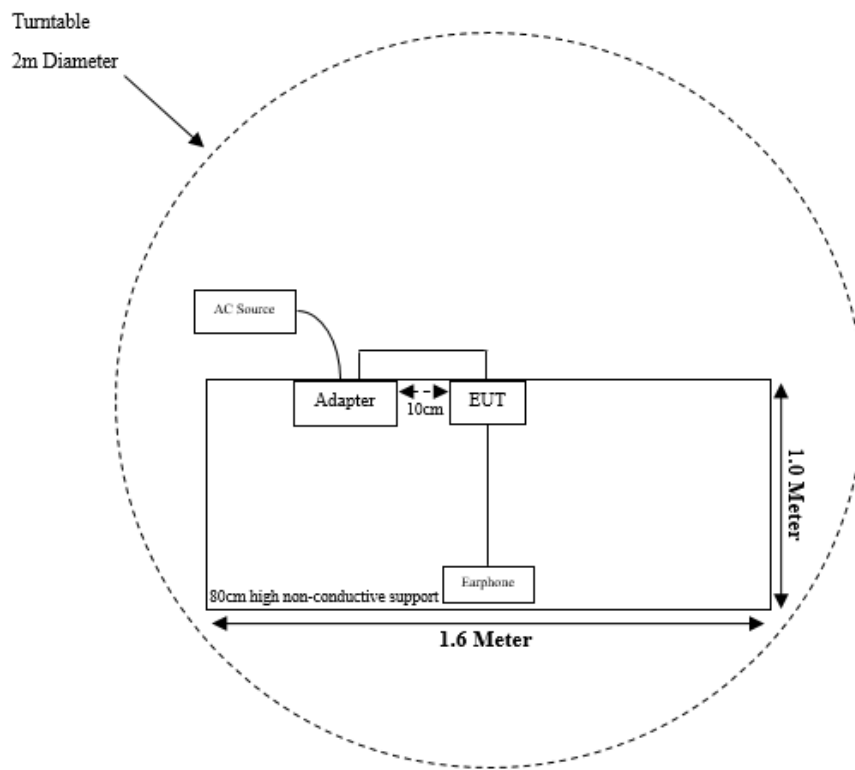 Turntable
2m Diameter
AC Source
Adapter
10cm
EUT
1.0 Meter
Earphone
80cm high non-conductive support
1.6 Meter